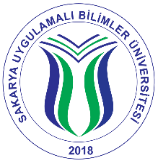 SAKARYA UYGULAMALI BİLİMLER ÜNİVERSİTESİ
2018